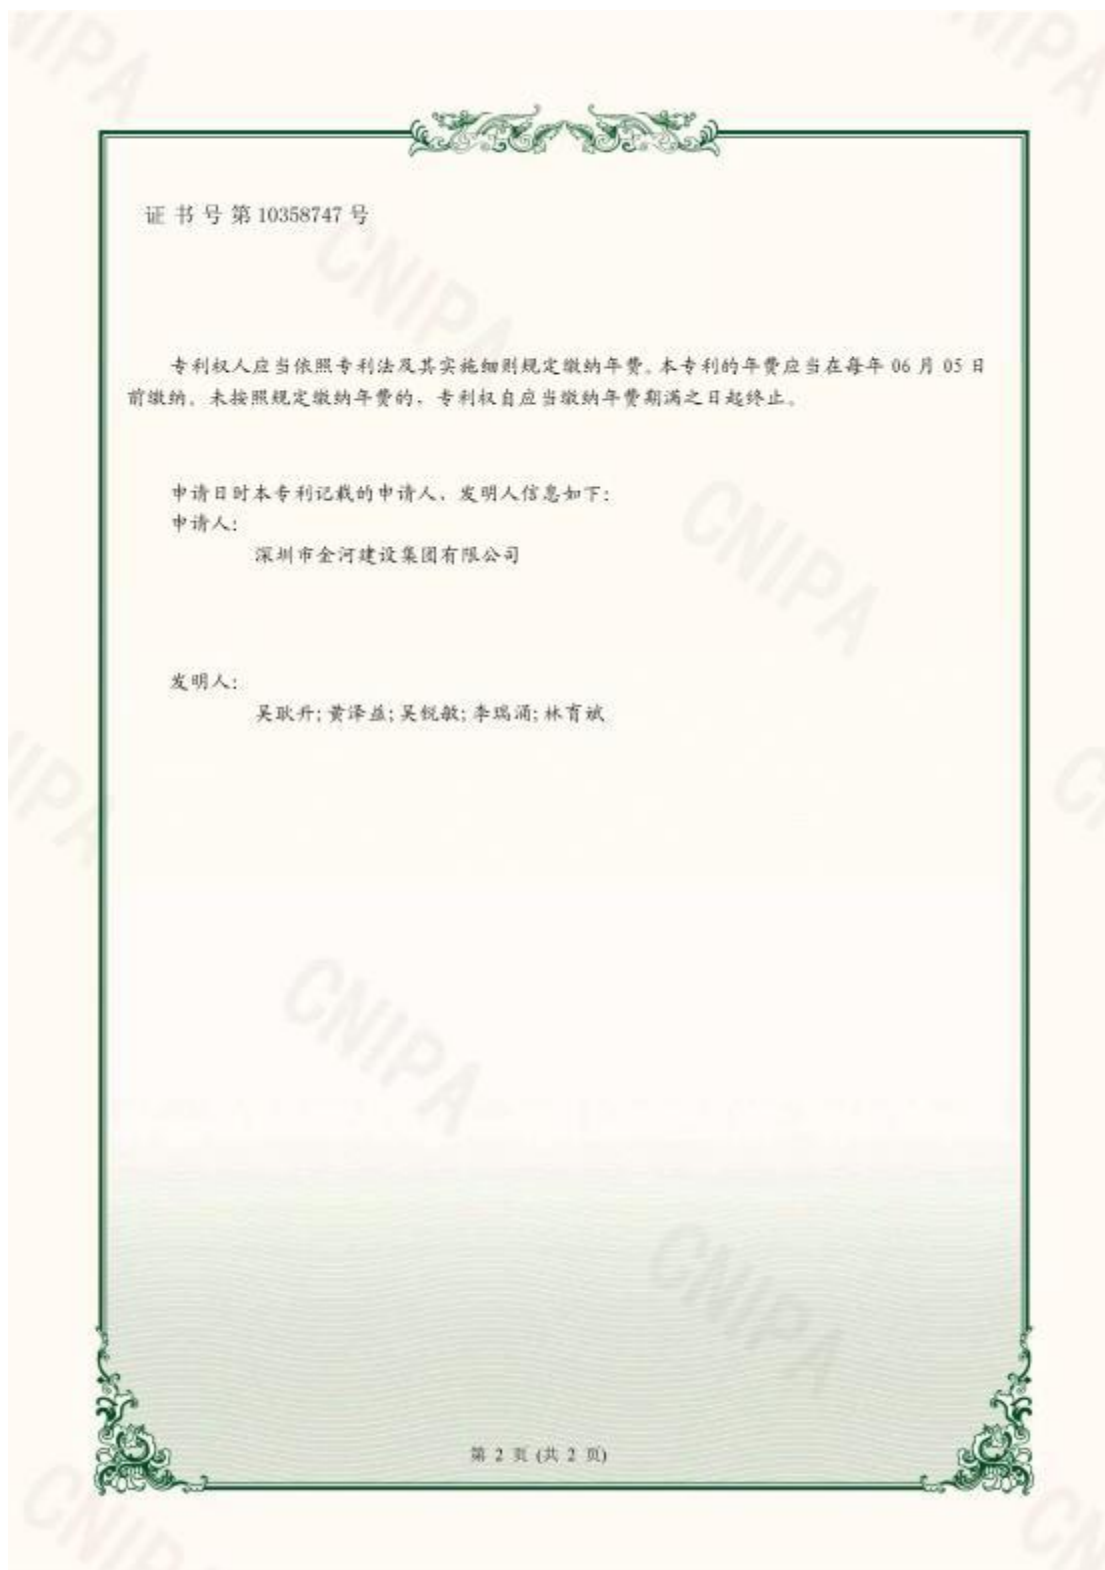 证书号第10358747号
专利权人应当依照专利法及其实施细则规定缴纳年费。本专利的年费应当在每年 06 月 05 日
前缴纳。未按照规定缴纳年费的，专利权自应当缴纳年费期满之日起终止。
申请日时本专利记载的申请人、发明人信息如下：
申请人：
深圳市金河建设集团有限公司
发明人：
吴耿升;黄泽益;吴锐敏;李瑞涌;林育斌
第 2 页 (共 2 页)
CNIPA
CNIPA
CNIPA
CNIPA